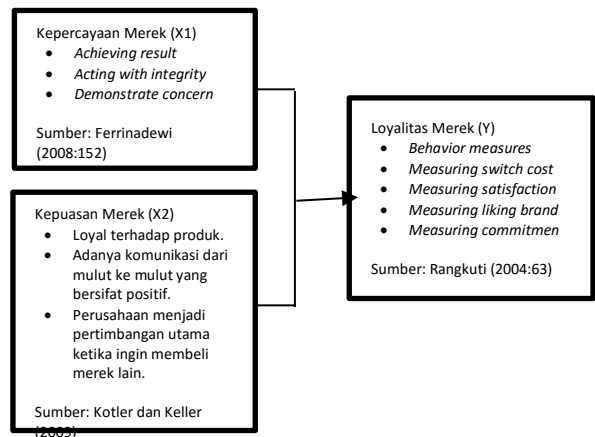 Kepercayaan Merek (X1)
• Achieving result
• Acting with integrity
• Demonstrate concern
Sumber: Ferrinadewi
(2008:152)
Kepuasan Merek (X2)
• Loyal terhadap produk.
• Adanya komunikasi dari
mulut ke mulut yang
bersifat positif.
• Perusahaan menjadi
pertimbangan utama
ketika ingin membeli
merek lain.
Sumber: Kotler dan Keller
(2009)
Loyalitas Merek (Y)
• Behavior measures
• Measuring switch cost
• Measuring satisfaction
• Measuring liking brand
• Measuring commitmen
Sumber: Rangkuti (2004:63)